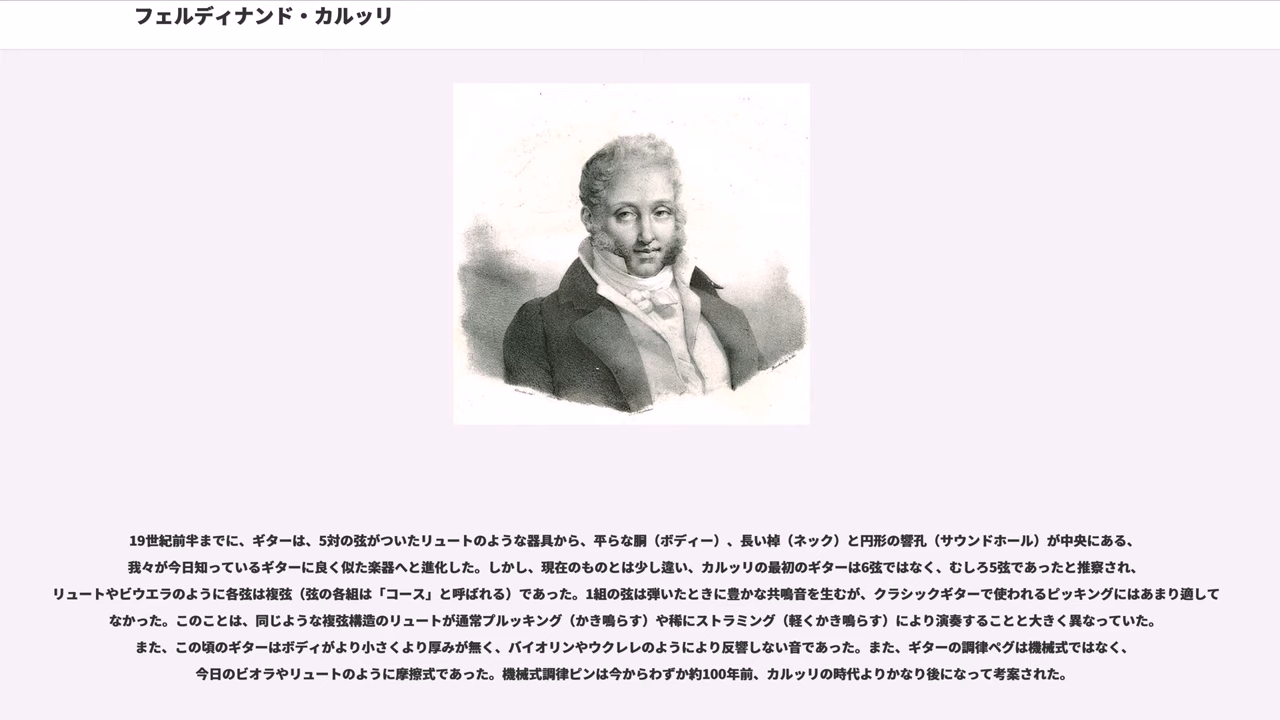 フェルディナンド・カルッリ
19世紀前半までに、ギターは、5対の弦がついたリュートのような器具から、平らな胴（ボディー）、長い棹（ネック）と円形の響孔（サウンドホール）が中央にある、
我々が今日知っているギターに良く似た楽器へと進化した。しかし、現在のものとは少し違い、カルッリの最初のギターは6弦ではなく、むしろ5弦であったと推察され、
リュートやビウエラのように各弦は複弦（弦の各組は「コース」と呼ばれる）であった。1組の弦は弾いたときに豊かな共鳴音を生むが、クラシックギターで使われるピッキングにはあまり適して
なかった。このことは、同じような複弦構造のリュートが通常プルッキング（かき鳴らす）や稀にストラミング（軽くかき鳴らす）により演奏することと大きく異なっていた。
また、この頃のギターはボディがより小さくより厚みが無く、バイオリンやウクレレのようにより反響しない音であった。また、ギターの調律ペグは機械式ではなく、
今日のビオラやリュートのように摩擦式であった。機械式調律ピンは今からわずか約100年前、カルッリの時代よりかなり後になって考案された。